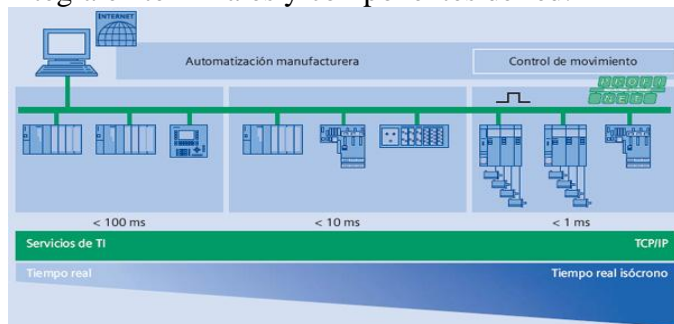 INTERNET
Automatización manufacturera
Control de movimiento
< 100 ms
< 10 ms
< 1 ms
Servicios de TI
TCP/IP
Tiempo real
Tiempo real isócrono